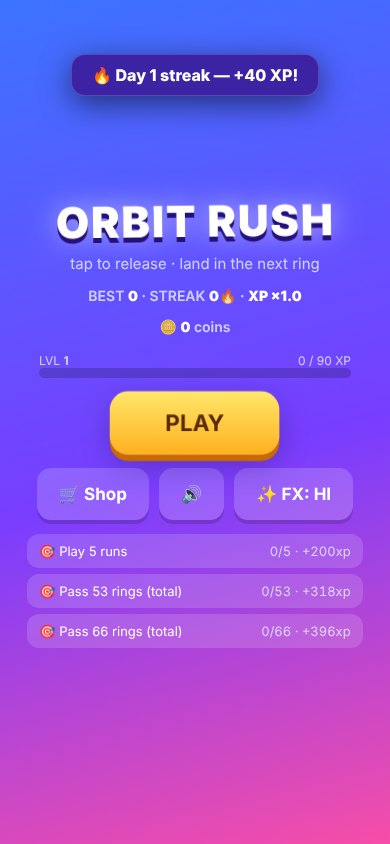 🔥 Day 1 streak — +40 XP!
ORBIT RUSH
tap to release · land in the next ring
BEST 0 · STREAK 0🔥 · XP ×1.0
🪙 0 coins
LVL 1 0 / 90 XP
PLAY
🛒 Shop 🔊 ✨ FX: HI
🎯 Play 5 runs 0/5 · +200xp
🎯 Pass 53 rings (total) 0/53 · +318xp
🎯 Pass 66 rings (total) 0/66 · +396xp